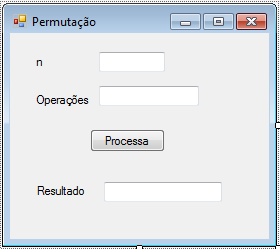 Permutação
n
Operações
Processa
Resultado